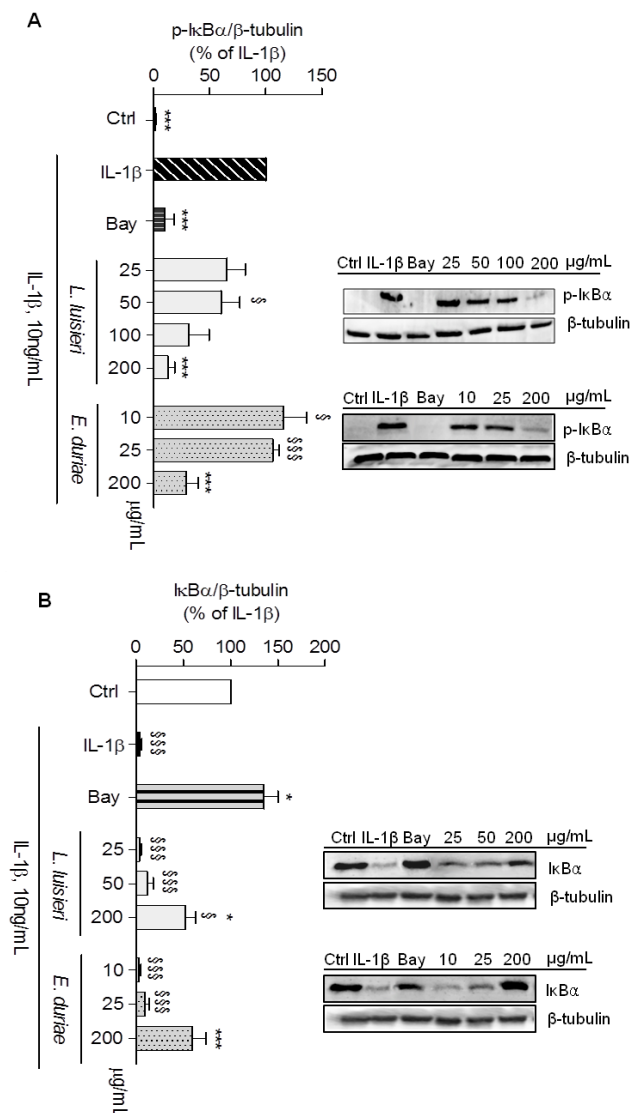 A
p-IκBα/β-tubulin
(% of IL-1β)
0 50 100 150
Ctrl ***
IL-1β
Bay ***
25
50 §
100
200 ***
10 §
25 §§§
200 ***
µg/mL
L. luisieri
E. duriae
IL-1β, 10ng/mL
Ctrl IL-1β Bay 25 50 100 200 µg/mL
p-IκBα
β-tubulin
Ctrl IL-1β Bay 10 25 200 µg/mL
p-IκBα
β-tubulin
B
IκBα/β-tubulin
(% of IL-1β)
0 50 100 150 200
Ctrl
IL-1β §§§
Bay *
25 §§§
50 §§§
200 § *
10 §§§
25 §§§
200 ***
µg/mL
L. luisieri
E. duriae
IL-1β, 10ng/mL
Ctrl IL-1β Bay 25 50 200 µg/mL
IκBα
β-tubulin
Ctrl IL-1β Bay 10 25 200 µg/mL
IκBα
β-tubulin